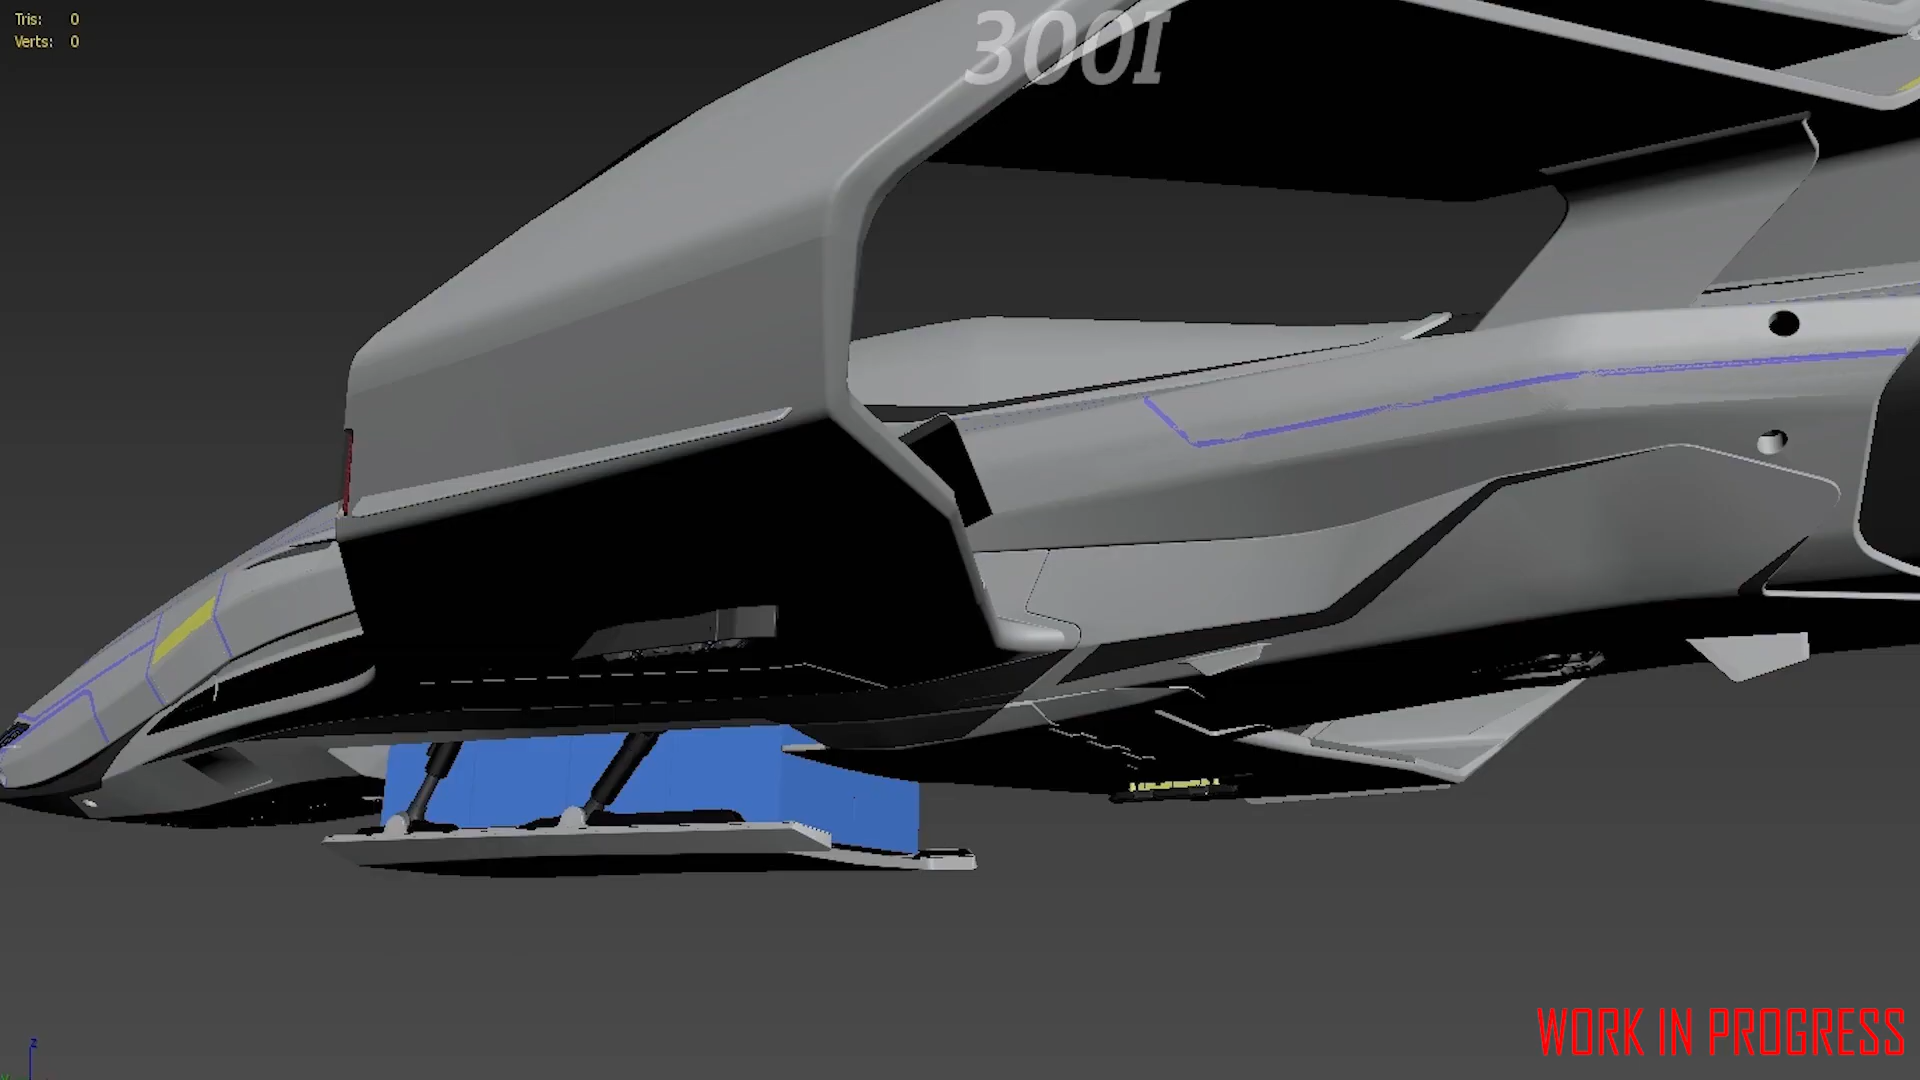 Tris: 0
Verts: 0
300I
WORK IN PROGRESS
z